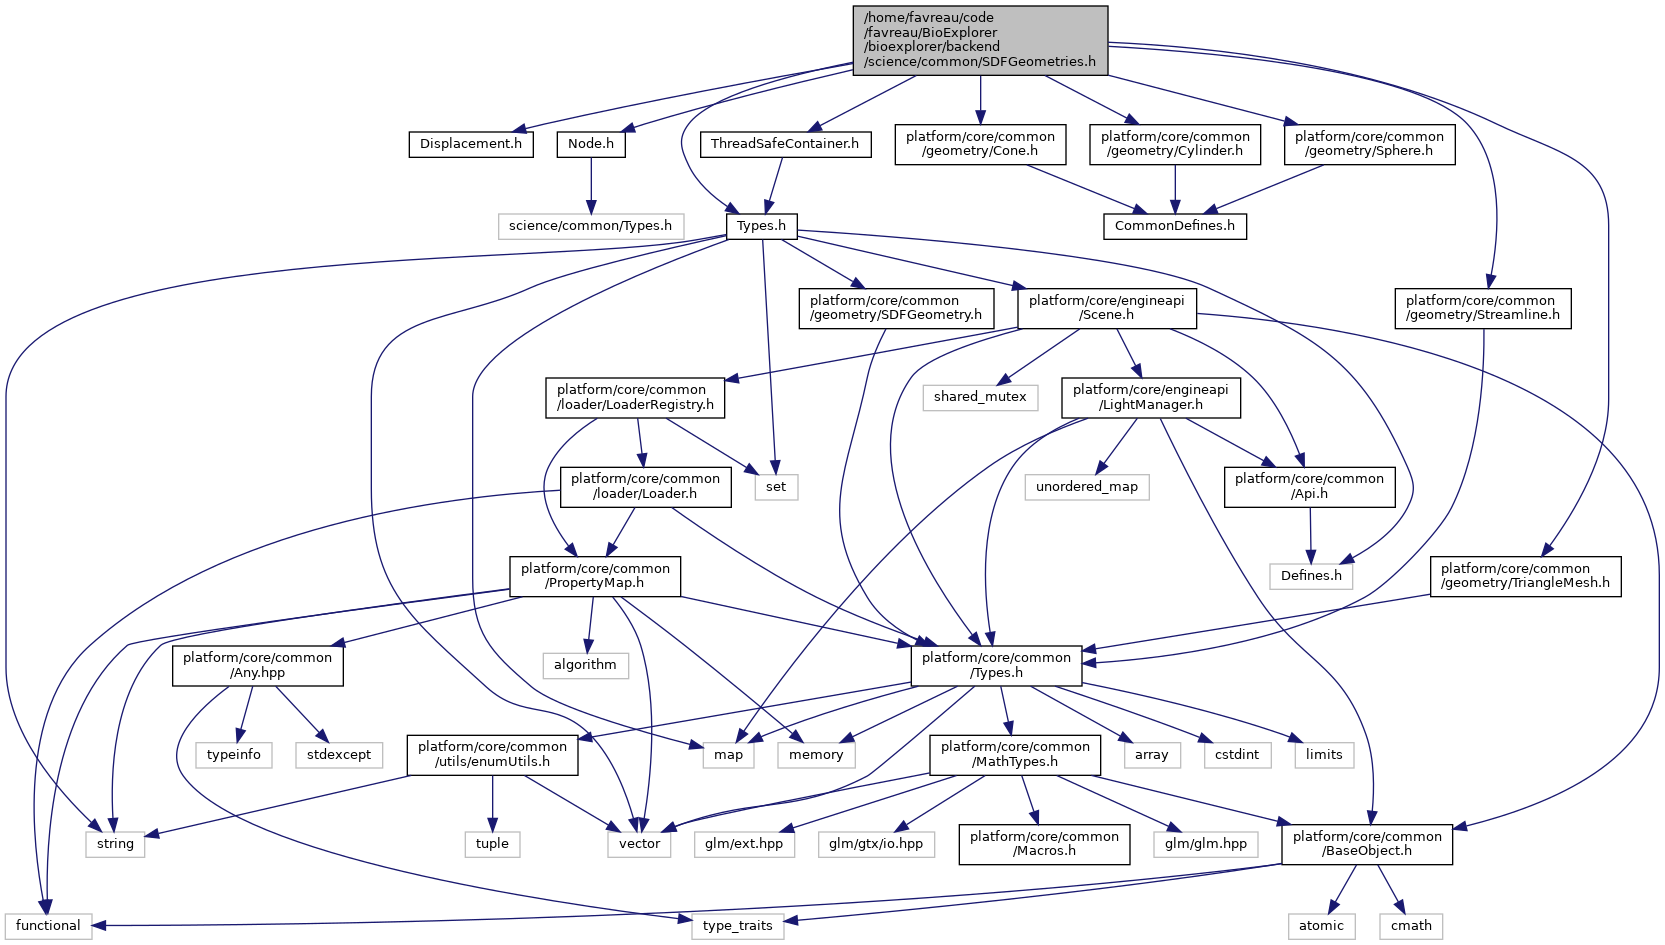 /home/favreau/code
/favreau/BioExplorer
/bioexplorer/backend
/science/common/SDFGeometries.h
Displacement.h
Node.h
ThreadSafeContainer.h
platform/core/common
/geometry/Cone.h
platform/core/common
/geometry/Cylinder.h
platform/core/common
/geometry/Sphere.h
science/common/Types.h
Types.h
CommonDefines.h
platform/core/common
/geometry/SDFGeometry.h
platform/core/engineapi
/Scene.h
platform/core/common
/geometry/Streamline.h
platform/core/common
/loader/LoaderRegistry.h
shared_mutex
platform/core/engineapi
/LightManager.h
platform/core/common
/loader/Loader.h
set
unordered_map
platform/core/common
/Api.h
platform/core/common
/PropertyMap.h
Defines.h
platform/core/common
/geometry/TriangleMesh.h
platform/core/common
/Any.hpp
algorithm
platform/core/common
/Types.h
typeinfo
stdexcept
platform/core/common
/utils/enumUtils.h
map
memory
platform/core/common
/MathTypes.h
array
cstdint
limits
string
tuple
vector
glm/ext.hpp
glm/gtx/io.hpp
platform/core/common
/Macros.h
glm/glm.hpp
platform/core/common
/BaseObject.h
functional
type_traits
atomic
cmath